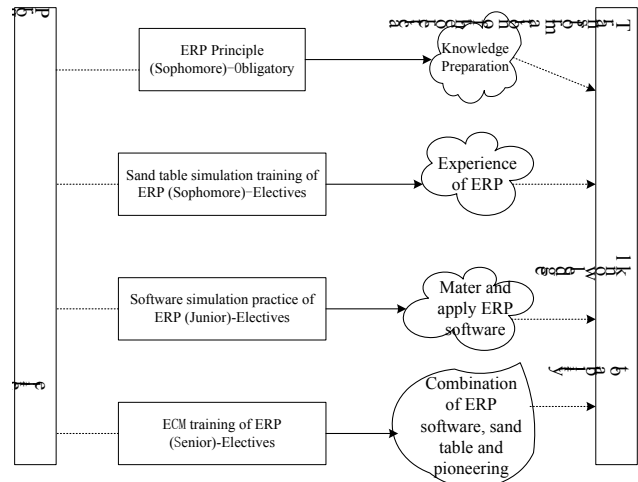 ERP Principle
(Sophomore)-Obligatory
Knowledge
Preparation
Sand table simulation training of
ERP (Sophomore)-Electives
Experience
of ERP
Software simulation practice of
ERP (Junior)-Electives
Mater and
apply ERP
software
ECM training of ERP
(Senior)-Electives
Combination
of ERP
software, sand
table and
pioneering